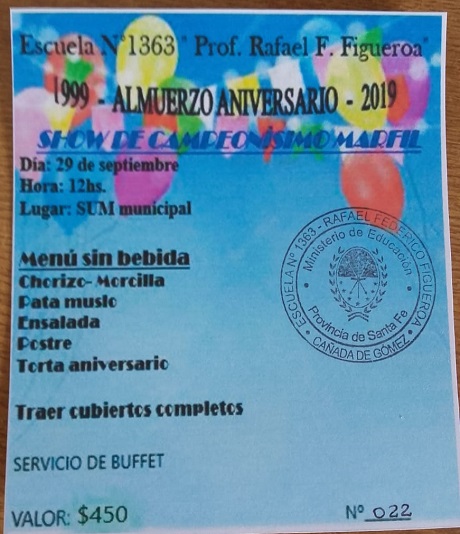 Escuela N°1363 " Prof. Rafael F. Figueroa"
1999 - ALMUERZO ANIVERSARIO - 2019
SHOW DE CAMPEONÍSIMO MARFIL
Día: 29 de septiembre
Hora: 12hs.
Lugar: SUM municipal
Menú sin bebida
Chorizo- Morcilla
Pata muslo
Ensalada
Postre
Torta aniversario
Traer cubiertos completos
SERVICIO DE BUFFET
VALOR: $450
Nº 022
ESCUELA Nº 1363 - RAFAEL FEDERICO FIGUEROA
Ministerio de Educación
Provincia de Santa Fe
CAÑADA DE GÓMEZ